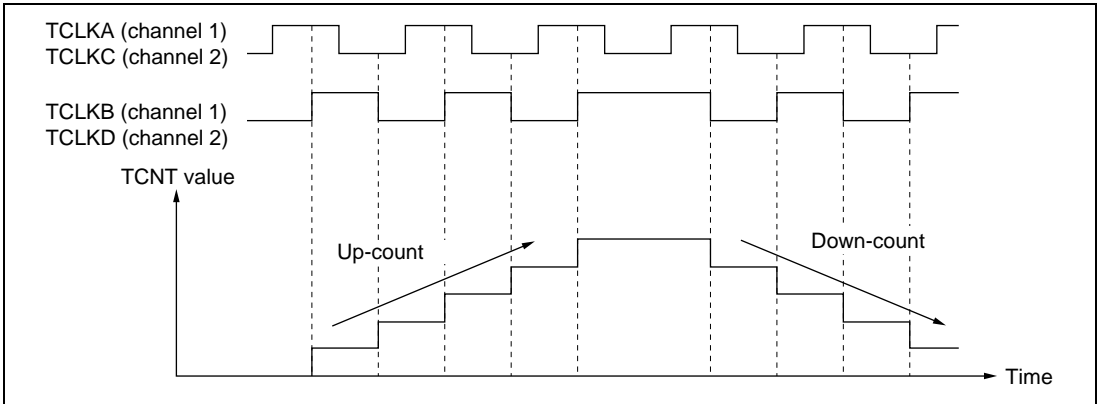 TCLKA (channel 1)
TCLKC (channel 2)
TCLKB (channel 1)
TCLKD (channel 2)
TCNT value
Up-count
Down-count
Time